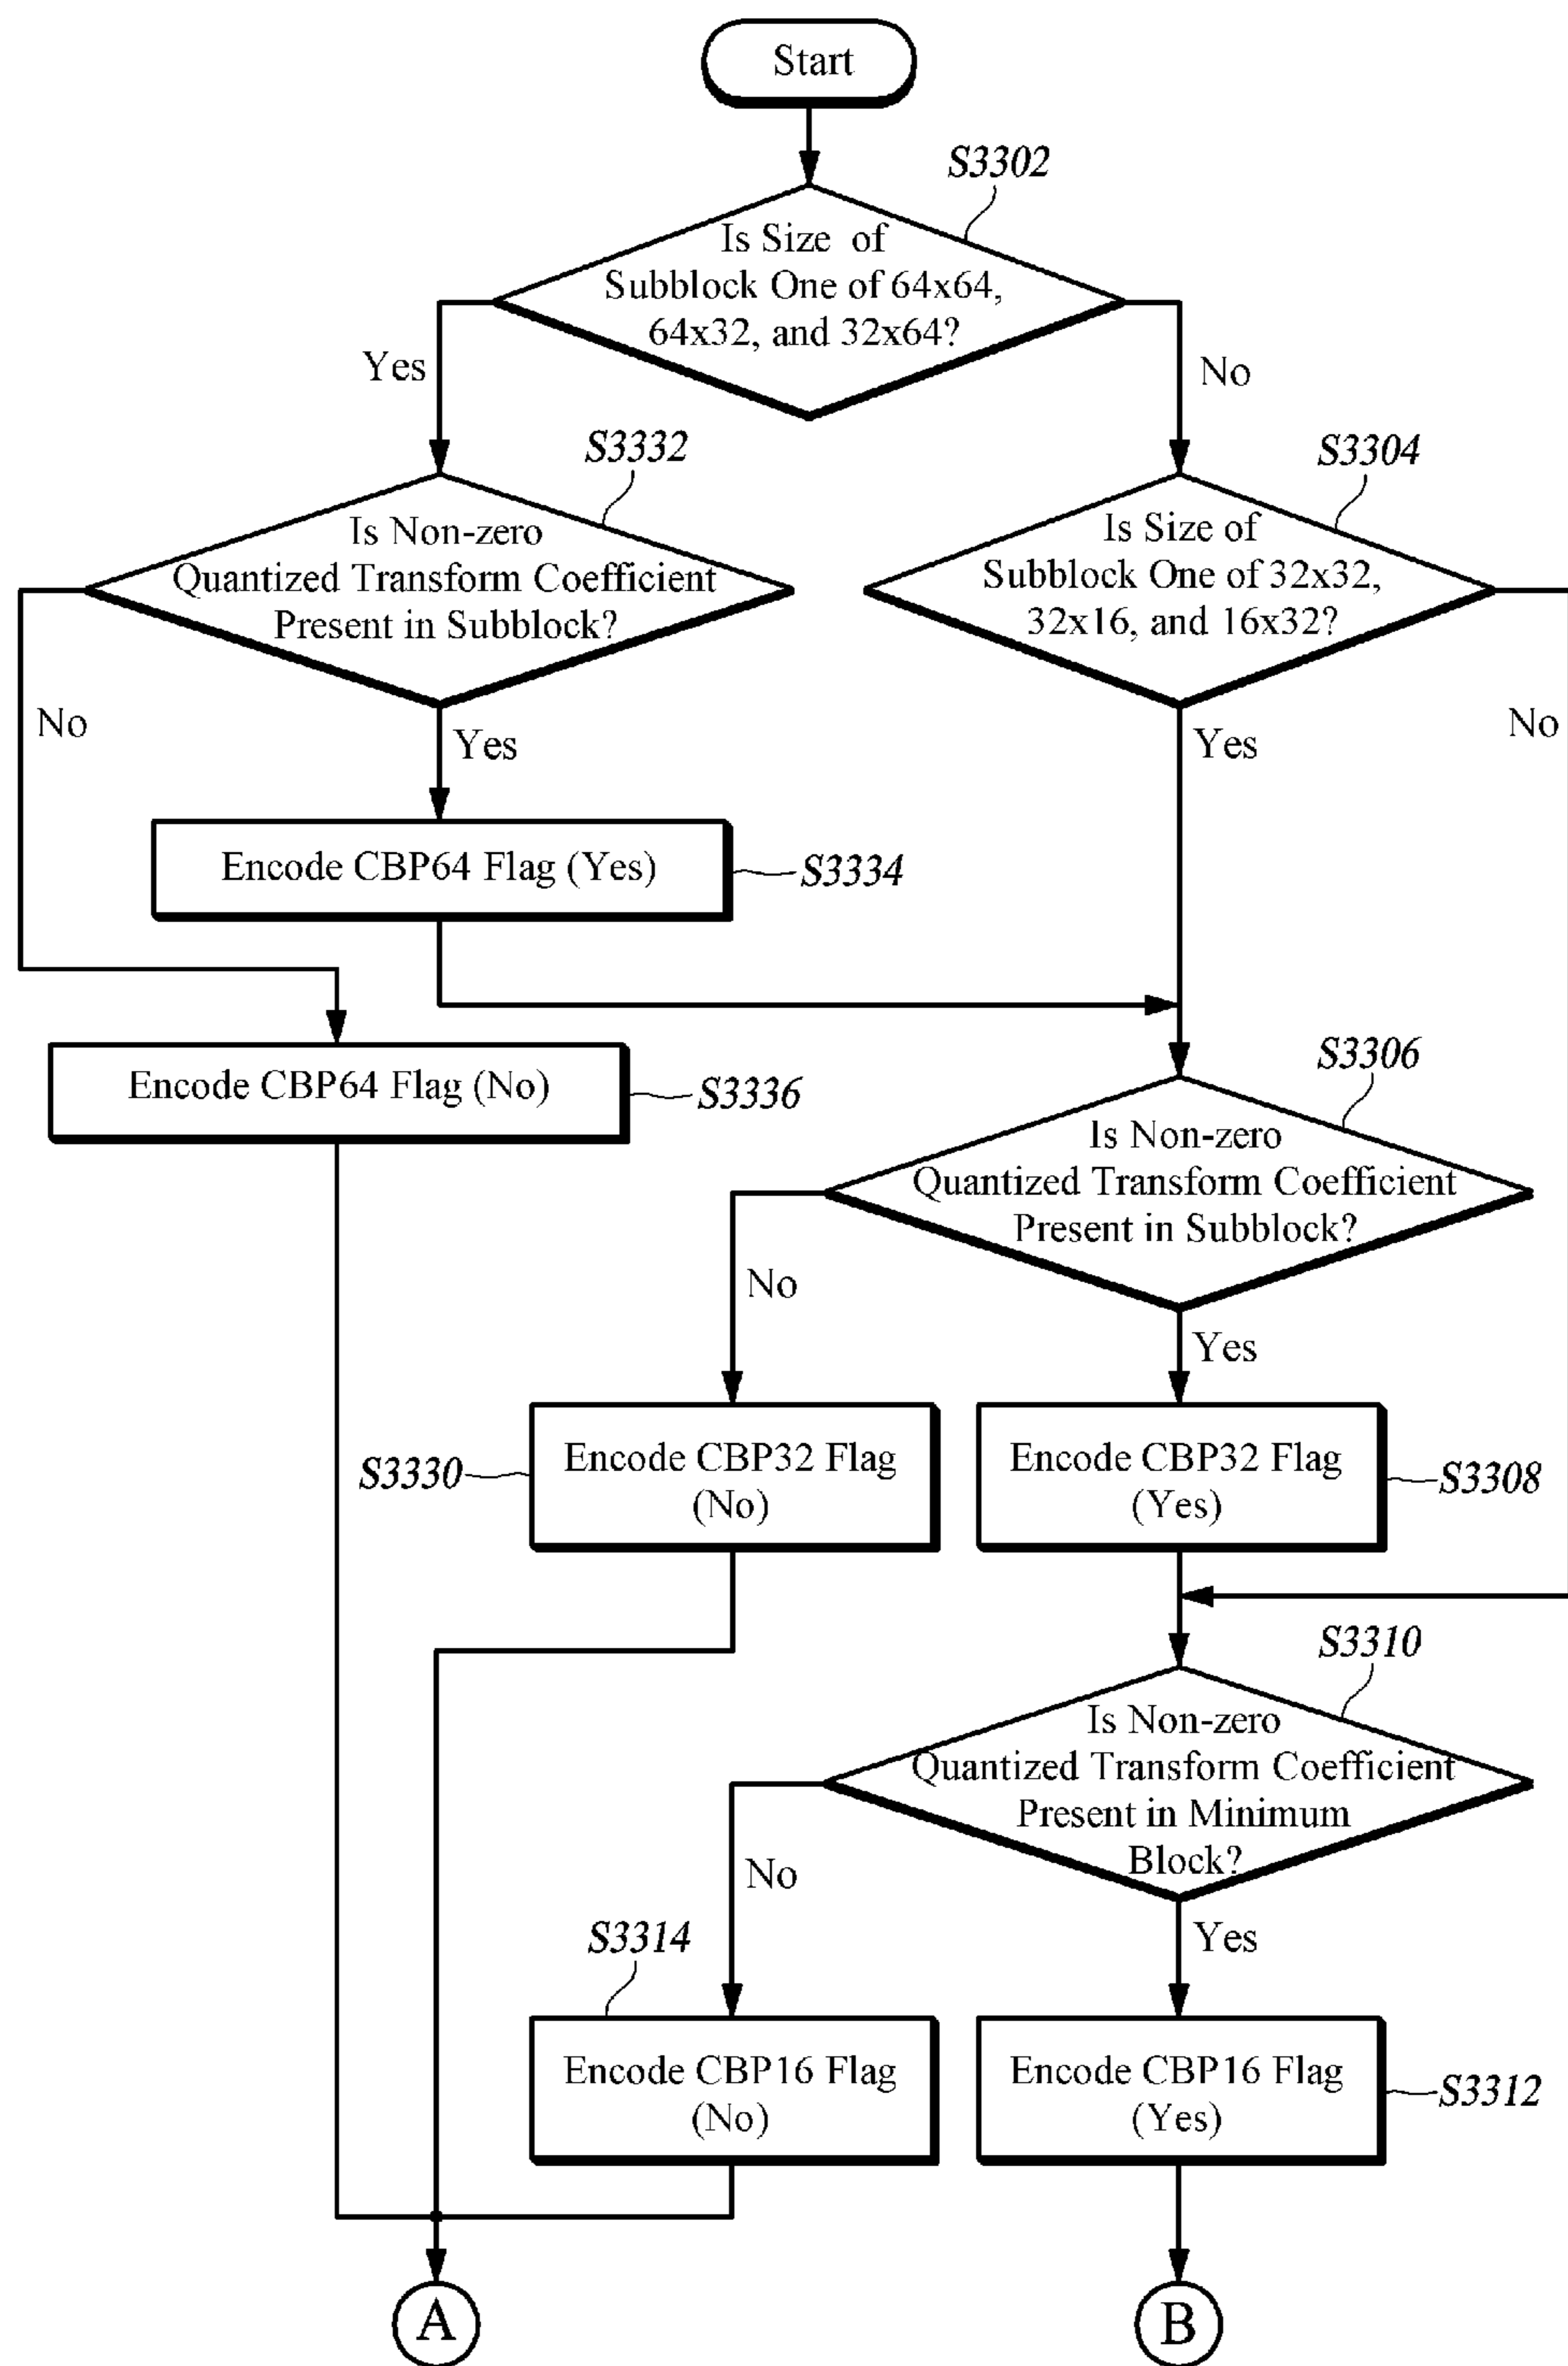 Start
S3302
Is Size of
Subblock One of 64x64,
64x32, and 32x64?
Yes
No
S3332
S3304
Is Non-zero
Quantized Transform Coefficient
Present in Subblock?
Is Size of
Subblock One of 32x32,
32x16, and 16x32?
No
Yes
Yes
No
Encode CBP64 Flag (Yes)
S3334
Encode CBP64 Flag (No)
S3336
S3306
Is Non-zero
Quantized Transform Coefficient
Present in Subblock?
No
Yes
S3330
Encode CBP32 Flag
(No)
Encode CBP32 Flag
(Yes)
S3308
S3310
Is Non-zero
Quantized Transform Coefficient
Present in Minimum
Block?
No
Yes
S3314
Encode CBP16 Flag
(No)
Encode CBP16 Flag
(Yes)
S3312
A
B